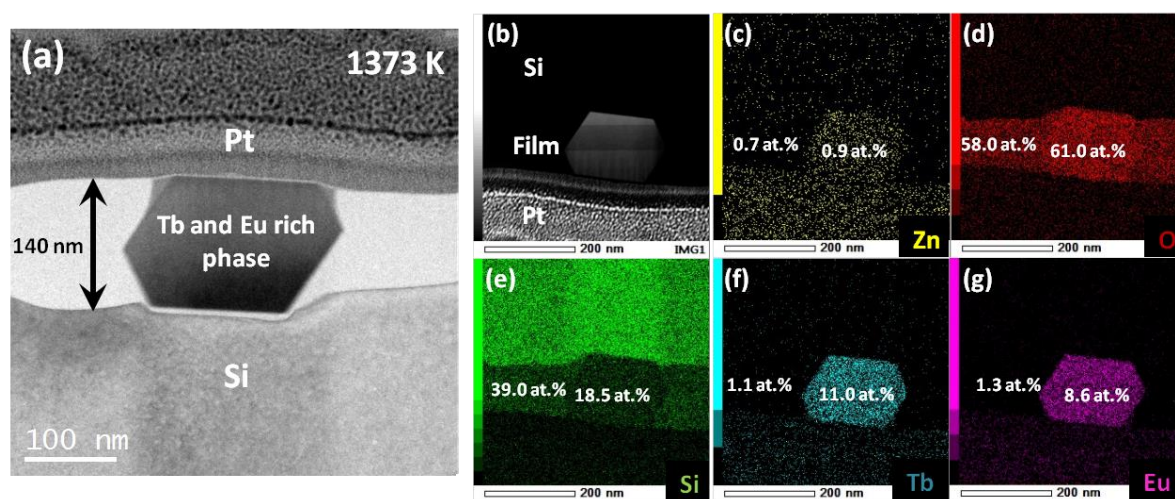 (a)
1373 K
Pt
140 nm
Tb and Eu rich
phase
Si
100 nm
(b)
Si
Film
Pt
200 nm
IMG1
(c)
0.7 at.%
0.9 at.%
Zn
200 nm
(d)
58.0 at.%
61.0 at.%
O
200 nm
(e)
39.0 at.%
18.5 at.%
Si
200 nm
(f)
1.1 at.%
11.0 at.%
Tb
200 nm
(g)
1.3 at.%
8.6 at.%
Eu
200 nm